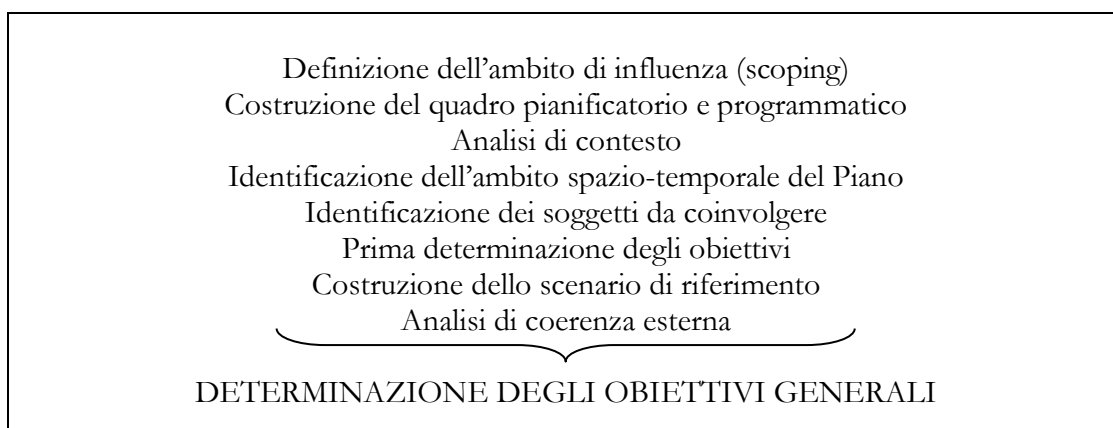 Definizione dell’ambito di influenza (scoping)
Costruzione del quadro pianificatorio e programmatico
Analisi di contesto
Identificazione dell’ambito spazio-temporale del Piano
Identificazione dei soggetti da coinvolgere
Prima determinazione degli obiettivi
Costruzione dello scenario di riferimento
Analisi di coerenza esterna
DETERMINAZIONE DEGLI OBIETTIVI GENERALI